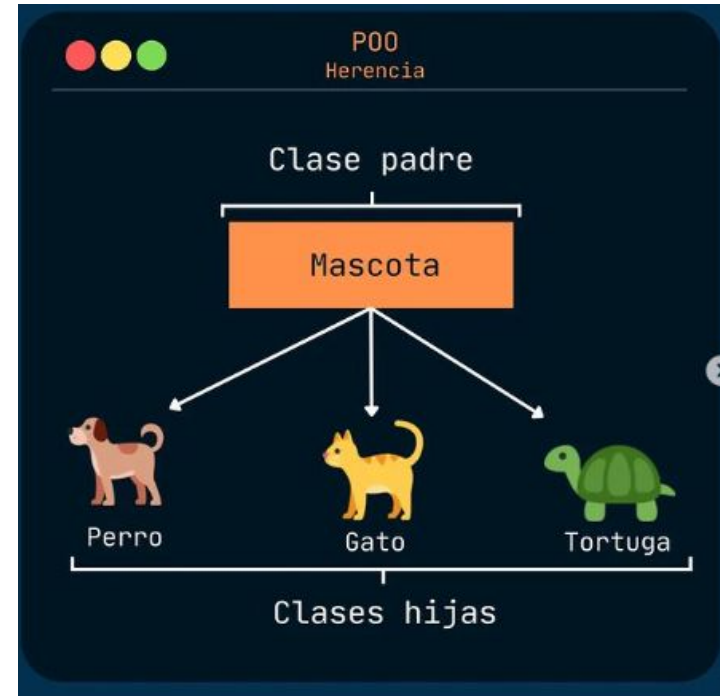 POO
Herencia
Clase padre
Mascota
Perro
Gato
Tortuga
Clases hijas